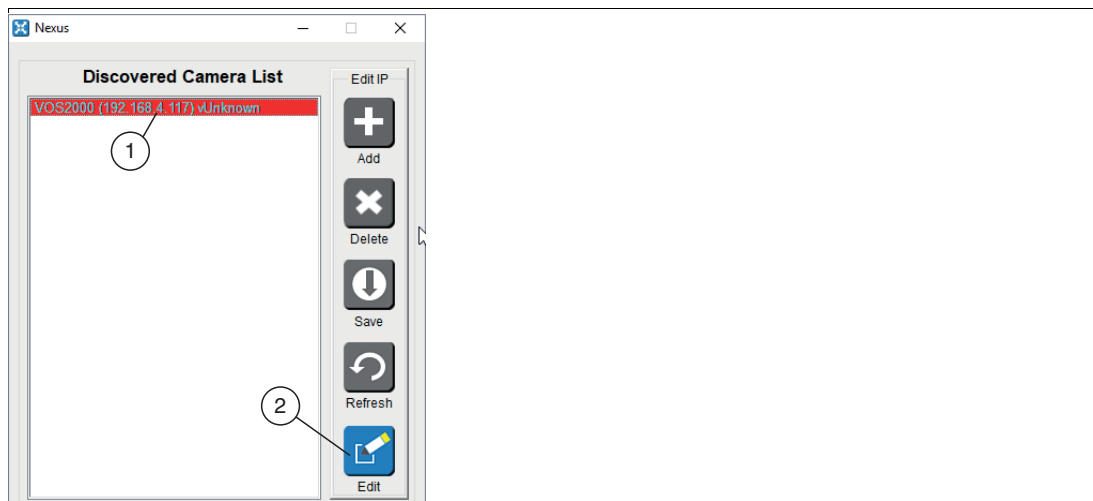 Nexus
Discovered Camera List
Edit IP
VOS2000 (192.168.4.117) vUnknown
1
Add
Delete
Save
Refresh
2
Edit